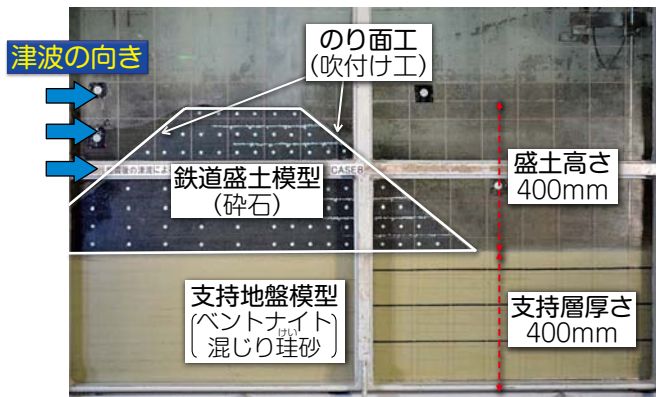 津波の向き
のり面工
(吹付け工)
鉄道盛土模型
(砕石)
CASE8
盛土高さ
400mm
支持地盤模型
ベントナイト
混じり珪砂
けい
支持層厚さ
400mm